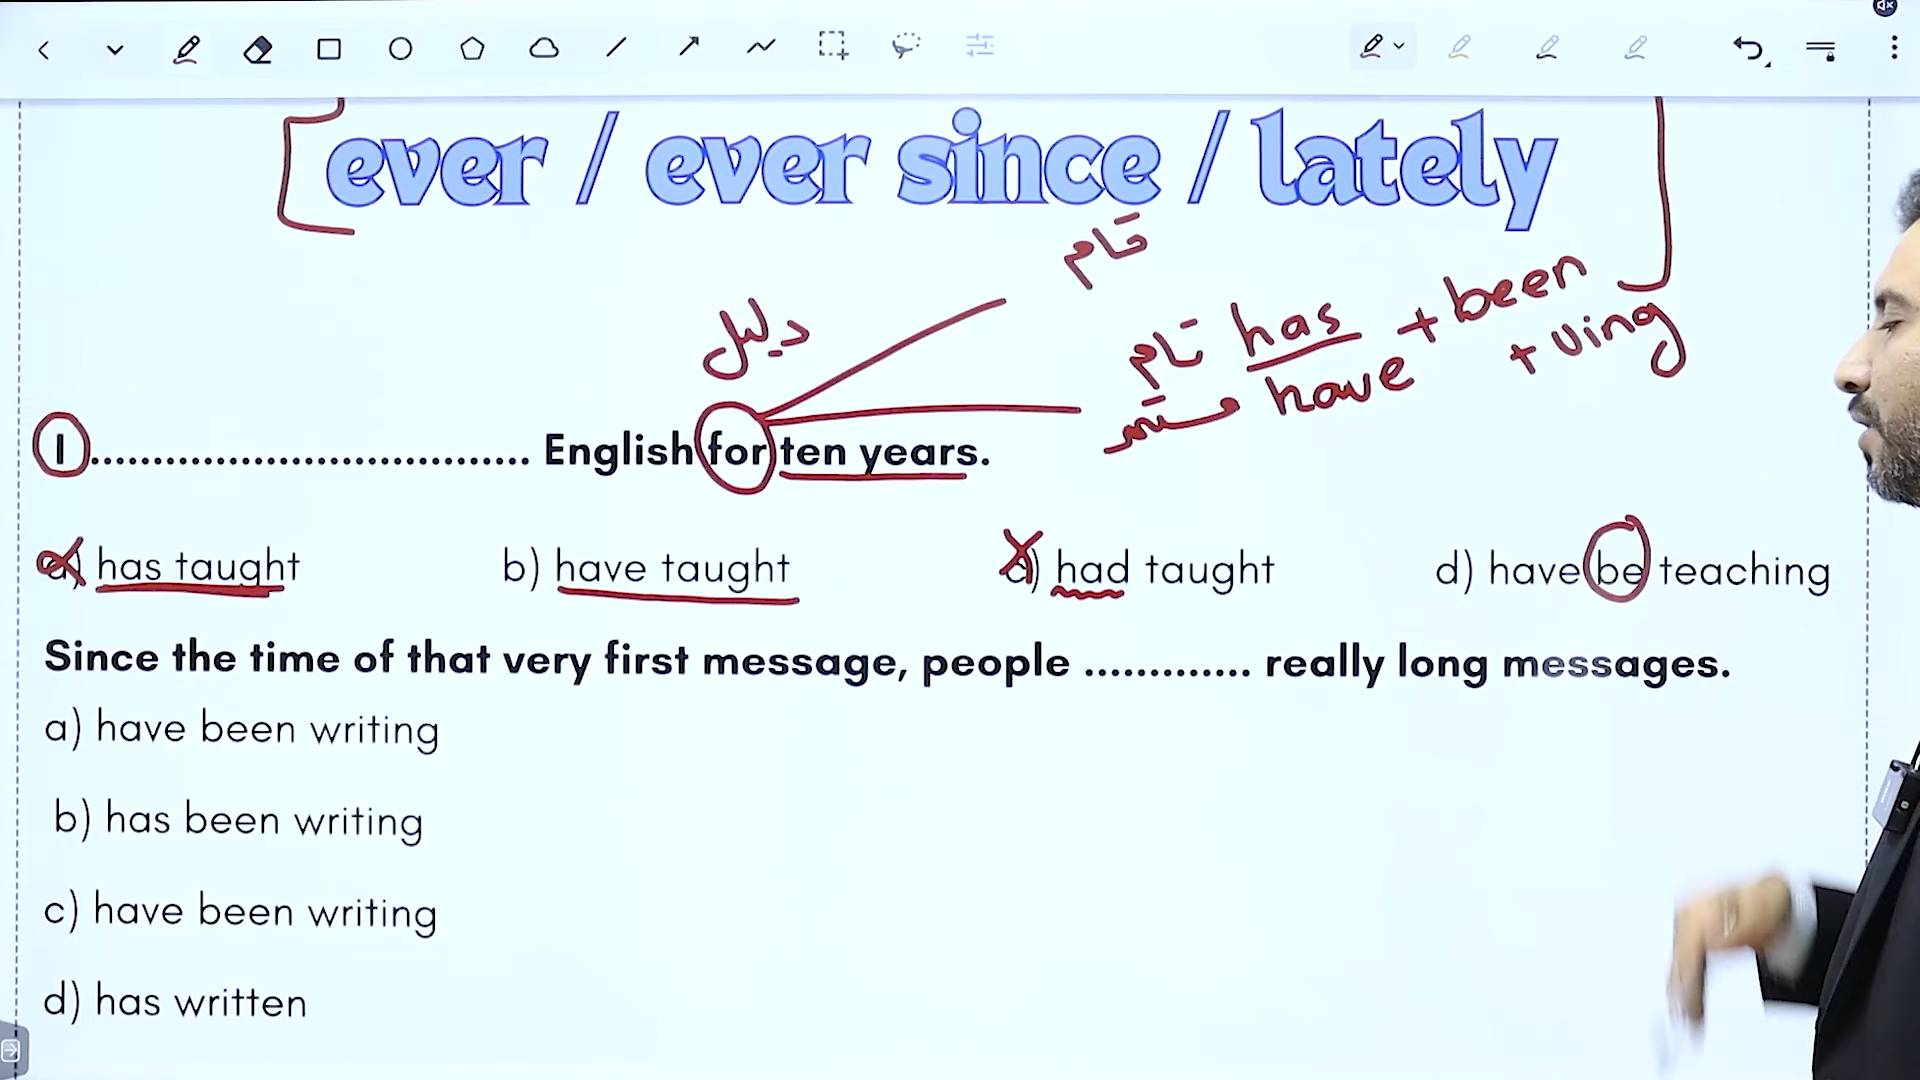 ever / ever since / lately
تام
دليل
تام has + been
مستمر have + ving
I................................... English for ten years.
a) has taught b) have taught c) had taught d) have be teaching
Since the time of that very first message, people ............. really long messages.
a) have been writing
b) has been writing
c) have been writing
d) has written